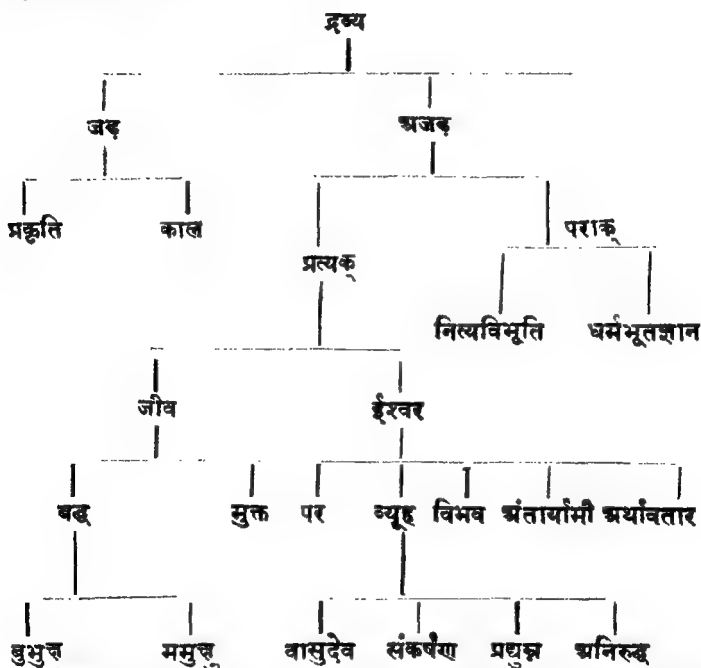 द्रव्य
जड़ अजड़
प्रकृति काल प्रत्यक् पराक्
नित्यविभूति धर्मभूतज्ञान
जीव ईश्वर
बद्ध मुक्त पर व्यूह विभव अंतार्यामी अर्थावतार
बुभुक्षु ममुक्षु वासुदेव संकर्षण प्रद्युम्न अनिरुद्ध